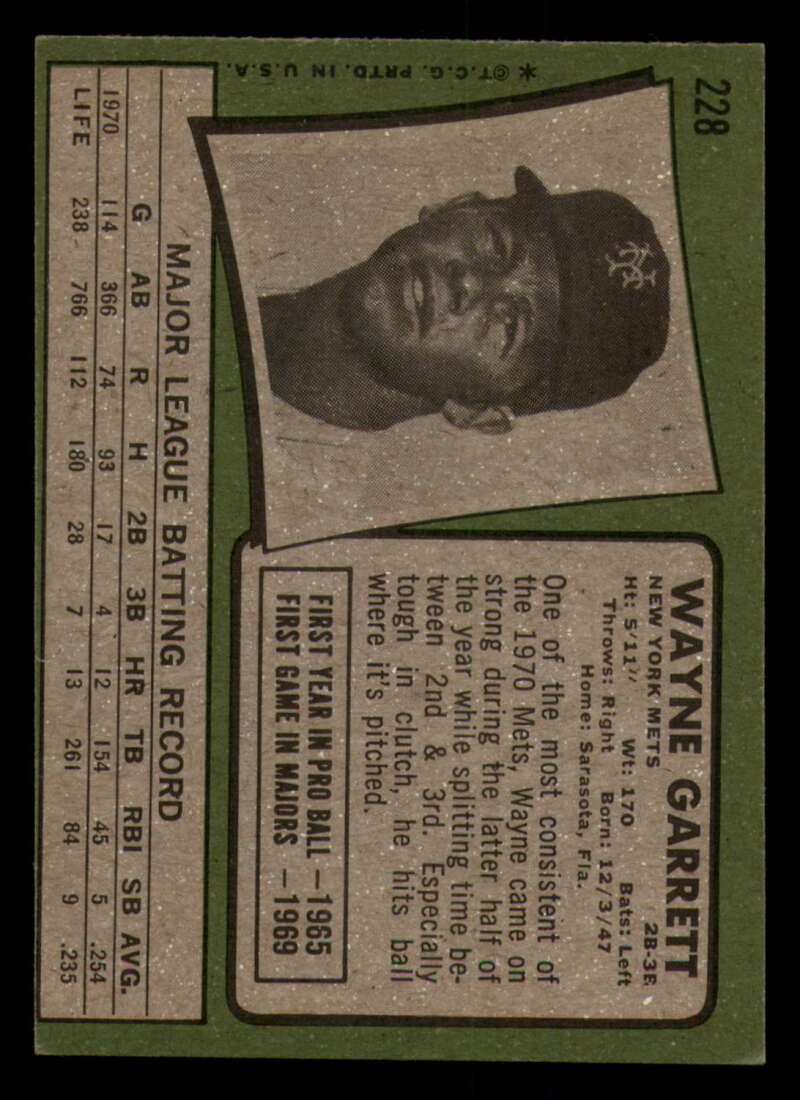 228
WAYNE GARRETT
NEW YORK METS 2B-3B
Ht: 5'11" Wt: 170 Bats: Left
Throws: Right Born: 12/3/47
Home: Sarasota, Fla.
One of the most consistent of
the 1970 Mets, Wayne came on
strong during the latter half of
the year while splitting time be-
tween 2nd & 3rd. Especially
tough in clutch, he hits ball
where it's pitched.
FIRST YEAR IN PRO BALL —1965
FIRST GAME IN MAJORS —1969
NY
MAJOR LEAGUE BATTING RECORD
G AB R H 2B 3B HR TB RBI SB AVG.
1970 114 366 74 93 17 4 12 154 45 5 .254
LIFE 238 766 112 180 28 7 13 261 84 9 .235
* ©T.C.G. PRTD. IN U.S.A.